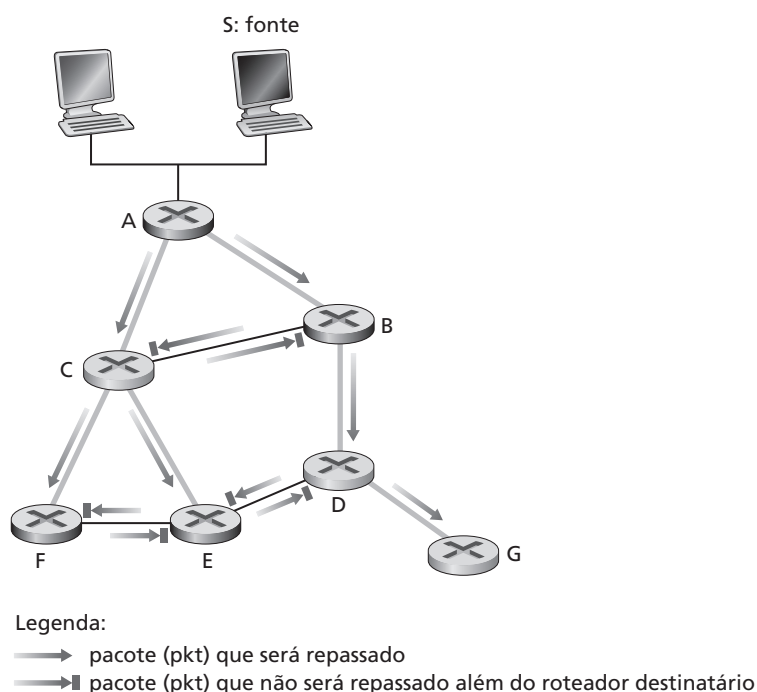 S: fonte
A
B
C
D
F
E
G
Legenda:
pacote (pkt) que será repassado
pacote (pkt) que não será repassado além do roteador destinatário